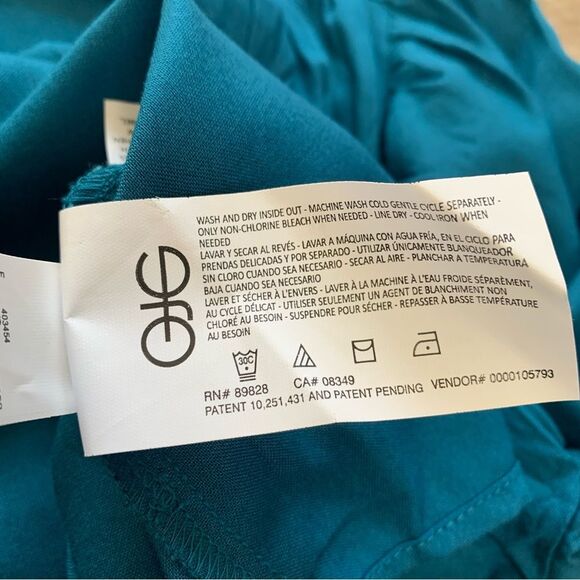 WASH AND DRY INSIDE OUT - MACHINE WASH COLD GENTLE CYCLE SEPARATELY -
ONLY NON-CHLORINE BLEACH WHEN NEEDED - LINE DRY - COOL IRON WHEN
NEEDED
LAVAR Y SECAR AL REVÉS - LAVAR A MÁQUINA CON AGUA FRÍA, EN EL CICLO PARA
PRENDAS DELICADAS Y POR SEPARADO - UTILIZAR ÚNICAMENTE BLANQUEADOR
SIN CLORO CUANDO SEA NECESARIO - SECAR AL AIRE - PLANCHAR A TEMPERATURA
BAJA CUANDO SEA NECESARIO
LAVER ET SÉCHER À L'ENVERS - LAVER À LA MACHINE À L'EAU FROIDE SÉPARÉMENT,
AU CYCLE DÉLICAT - UTILISER SEULEMENT UN AGENT DE BLANCHIMENT NON
CHLORÉ AU BESOIN - SUSPENDRE POUR SÉCHER - REPASSER À BASSE TEMPÉRATURE
AU BESOIN
30C
RN# 89828 CA# 08349 VENDOR# 0000105793
PATENT 10,251,431 AND PATENT PENDING
403454